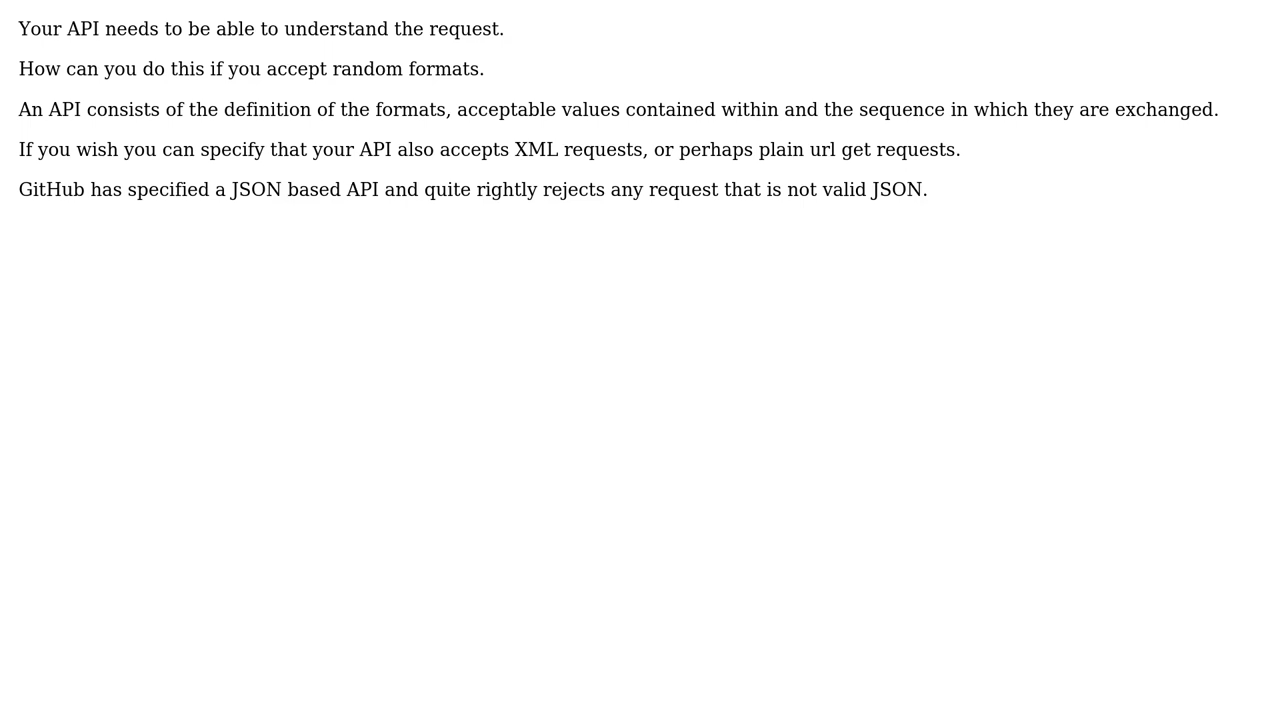 Your API needs to be able to understand the request.
How can you do this if you accept random formats.
An API consists of the definition of the formats, acceptable values contained within and the sequence in which they are exchanged.
If you wish you can specify that your API also accepts XML requests, or perhaps plain url get requests.
GitHub has specified a JSON based API and quite rightly rejects any request that is not valid JSON.